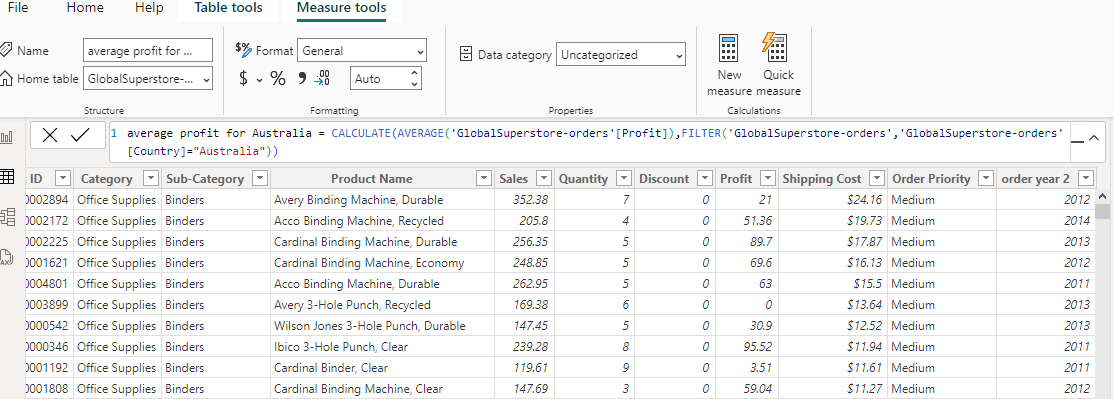 File Home Help Table tools Measure tools
Name average profit for ... $% Format General Data category Uncategorized New measure Quick measure
Home table GlobalSuperstore-... $ % Auto
Structure Formatting Properties Calculations
1 average profit for Australia = CALCULATE(AVERAGE('GlobalSuperstore-orders'[Profit]),FILTER('GlobalSuperstore-orders','GlobalSuperstore-orders'
[Country]="Australia"))
ID Category Sub-Category Product Name Sales Quantity Discount Profit Shipping Cost Order Priority order year 2
0002894 Office Supplies Binders Avery Binding Machine, Durable 352.38 7 0 21 $24.16 Medium 2012
0002172 Office Supplies Binders Acco Binding Machine, Recycled 205.8 4 0 51.36 $19.73 Medium 2014
0002225 Office Supplies Binders Cardinal Binding Machine, Durable 256.35 5 0 89.7 $17.87 Medium 2013
0001621 Office Supplies Binders Cardinal Binding Machine, Economy 248.85 5 0 69.6 $16.13 Medium 2012
0004801 Office Supplies Binders Acco Binding Machine, Durable 262.95 5 0 63 $15.5 Medium 2011
0003899 Office Supplies Binders Avery 3-Hole Punch, Recycled 169.38 6 0 0 $13.64 Medium 2013
0000542 Office Supplies Binders Wilson Jones 3-Hole Punch, Durable 147.45 5 0 30.9 $12.52 Medium 2013
0000346 Office Supplies Binders Ibico 3-Hole Punch, Clear 239.28 8 0 95.52 $11.94 Medium 2011
0001192 Office Supplies Binders Cardinal Binder, Clear 119.61 9 0 3.51 $11.61 Medium 2011
0001808 Office Supplies Binders Cardinal Binding Machine, Clear 147.69 3 0 59.04 $11.27 Medium 2012